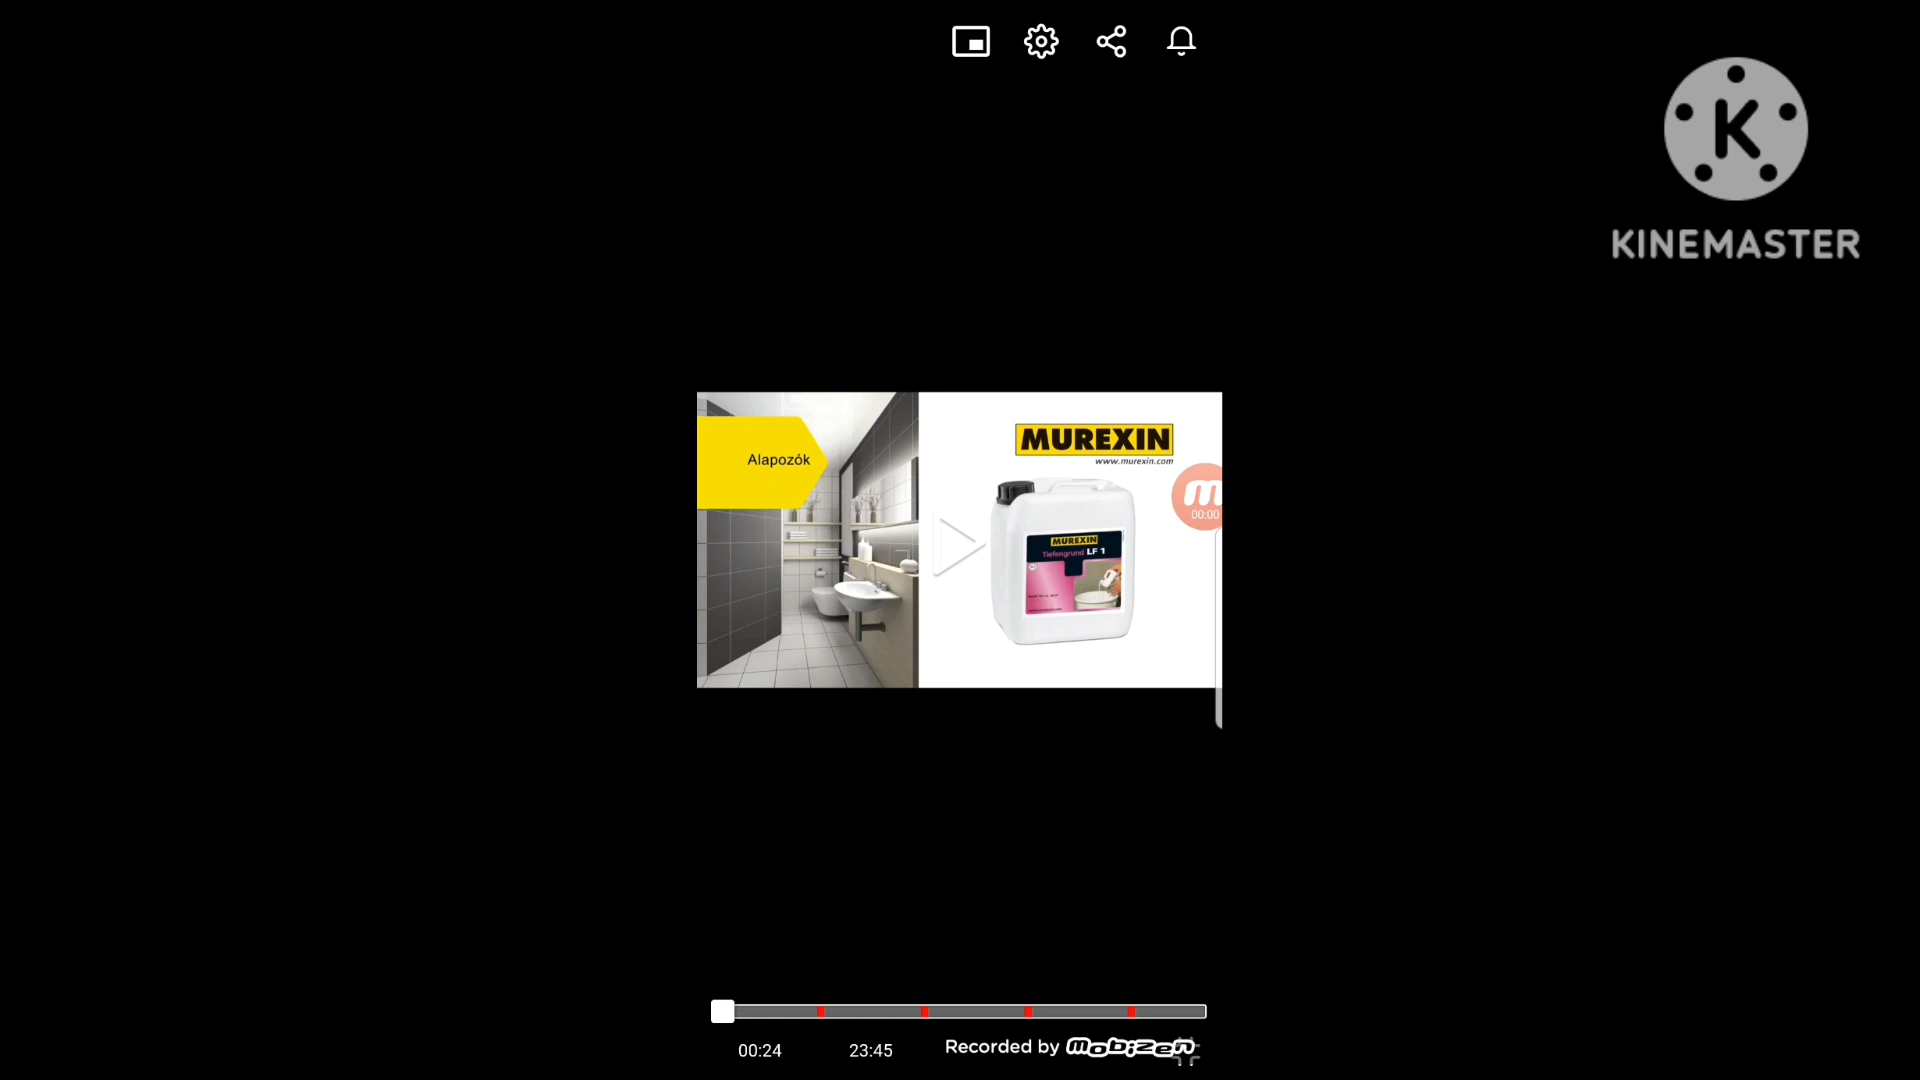 KINEMASTER
Alapozók
MUREXIN
www.murexin.com
00:00
MUREXIN
Tiefengrund LF 1
00:24
23:45
Recorded by mobizen